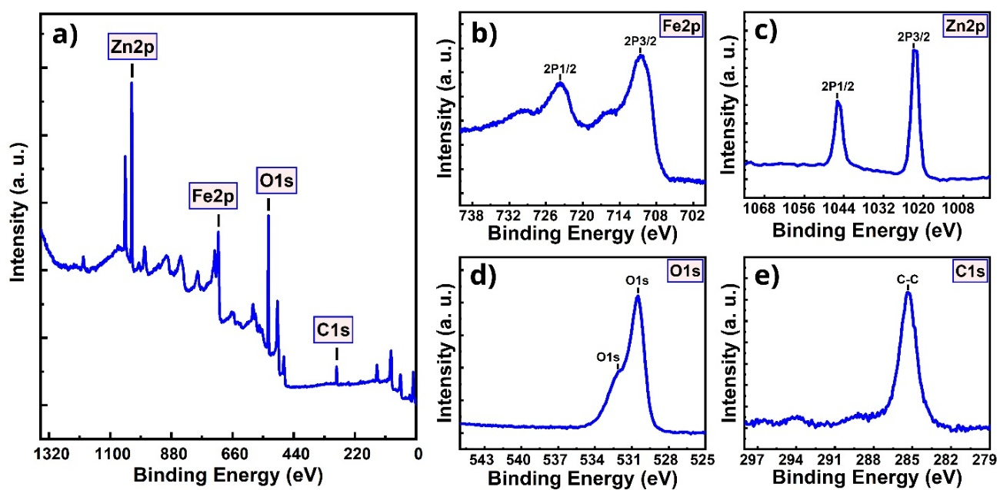 a)
Zn2p
Fe2p
O1s
C1s
Intensity (a. u.)
1320 1100 880 660 440 220 0
Binding Energy (eV)
b)
Fe2p
2P3/2
2P1/2
Intensity (a. u.)
738 732 726 720 714 708 702
Binding Energy (eV)
c)
Zn2p
2P3/2
2P1/2
Intensity (a. u.)
1068 1056 1044 1032 1020 1008
Binding Energy (eV)
d)
O1s
O1s
O1s
Intensity (a. u.)
543 540 537 534 531 528 525
Binding Energy (eV)
e)
C1s
C-C
Intensity (a. u.)
297 294 291 288 285 282 279
Binding Energy (eV)